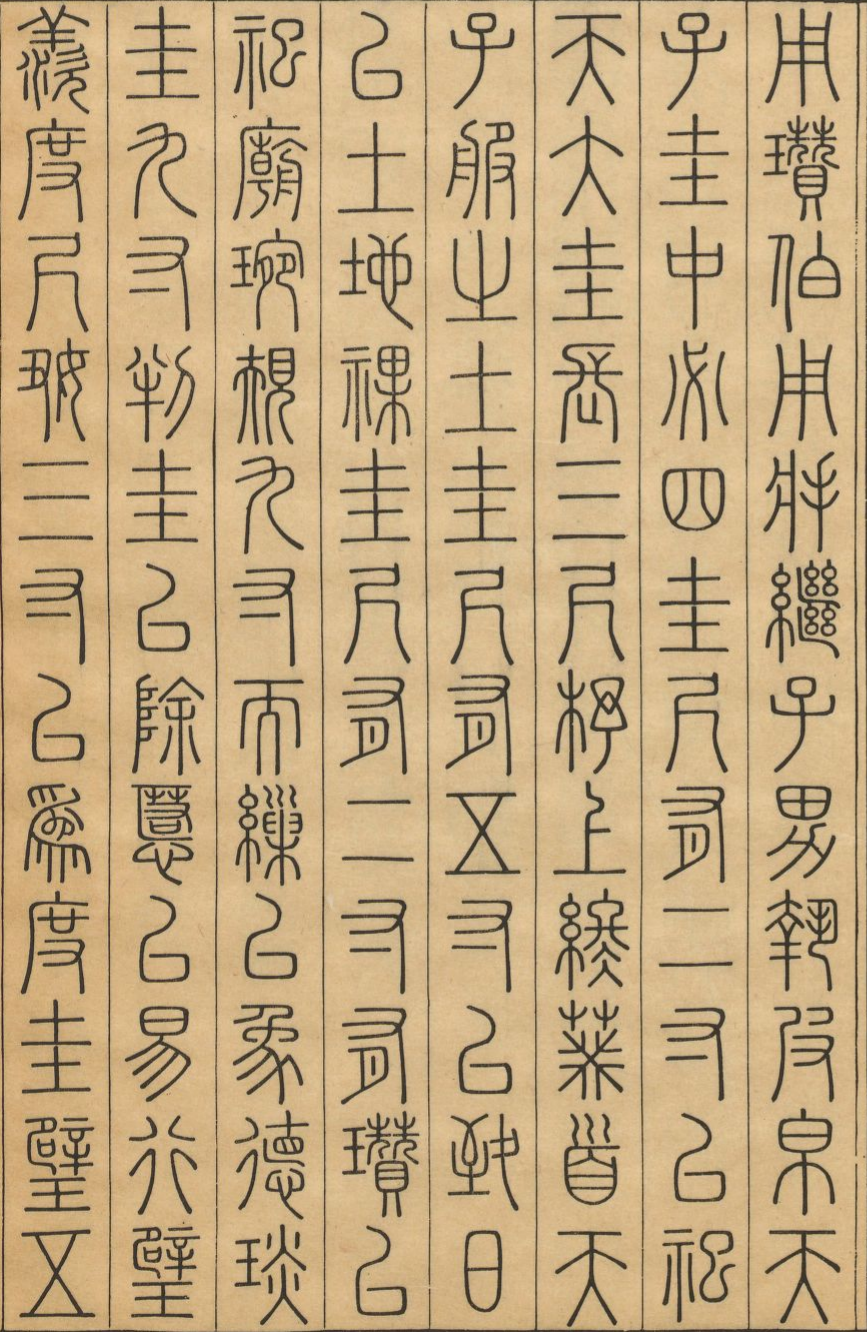 用瓚伯用將繼子男執皮帛天
子圭中必四圭尺有二寸以祀
天大圭長三尺杼上終葵首天
子服之土圭尺有五寸以致日
以土地祼圭尺有二寸有瓚以
祀廟琬規九寸而繅以象德琰
圭九寸判圭以除慝以易行璧
羨度尺好三寸以為度圭璧五